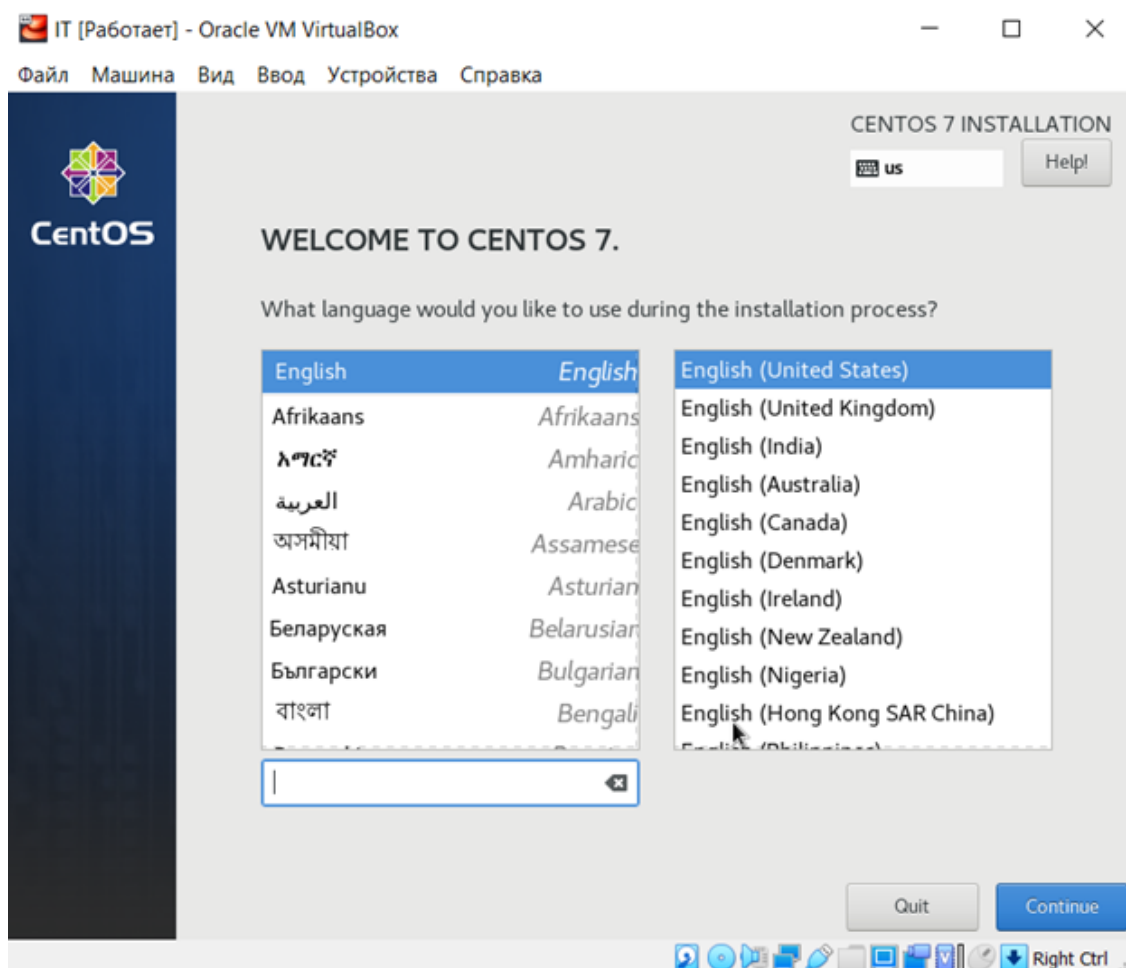 IT [Работает] - Oracle VM VirtualBox
Файл Машина Вид Ввод Устройства Справка
CentOS
CENTOS 7 INSTALLATION
us
Help!
WELCOME TO CENTOS 7.
What language would you like to use during the installation process?
English English
Afrikaans Afrikaans
አማርኛ Amharic
العربية Arabic
অসমীয়া Assamese
Asturianu Asturian
Беларуская Belarusian
Български Bulgarian
বাংলা Bengali
English (United States)
English (United Kingdom)
English (India)
English (Australia)
English (Canada)
English (Denmark)
English (Ireland)
English (New Zealand)
English (Nigeria)
English (Hong Kong SAR China)
English (Philippines)
Quit
Continue
Right Ctrl